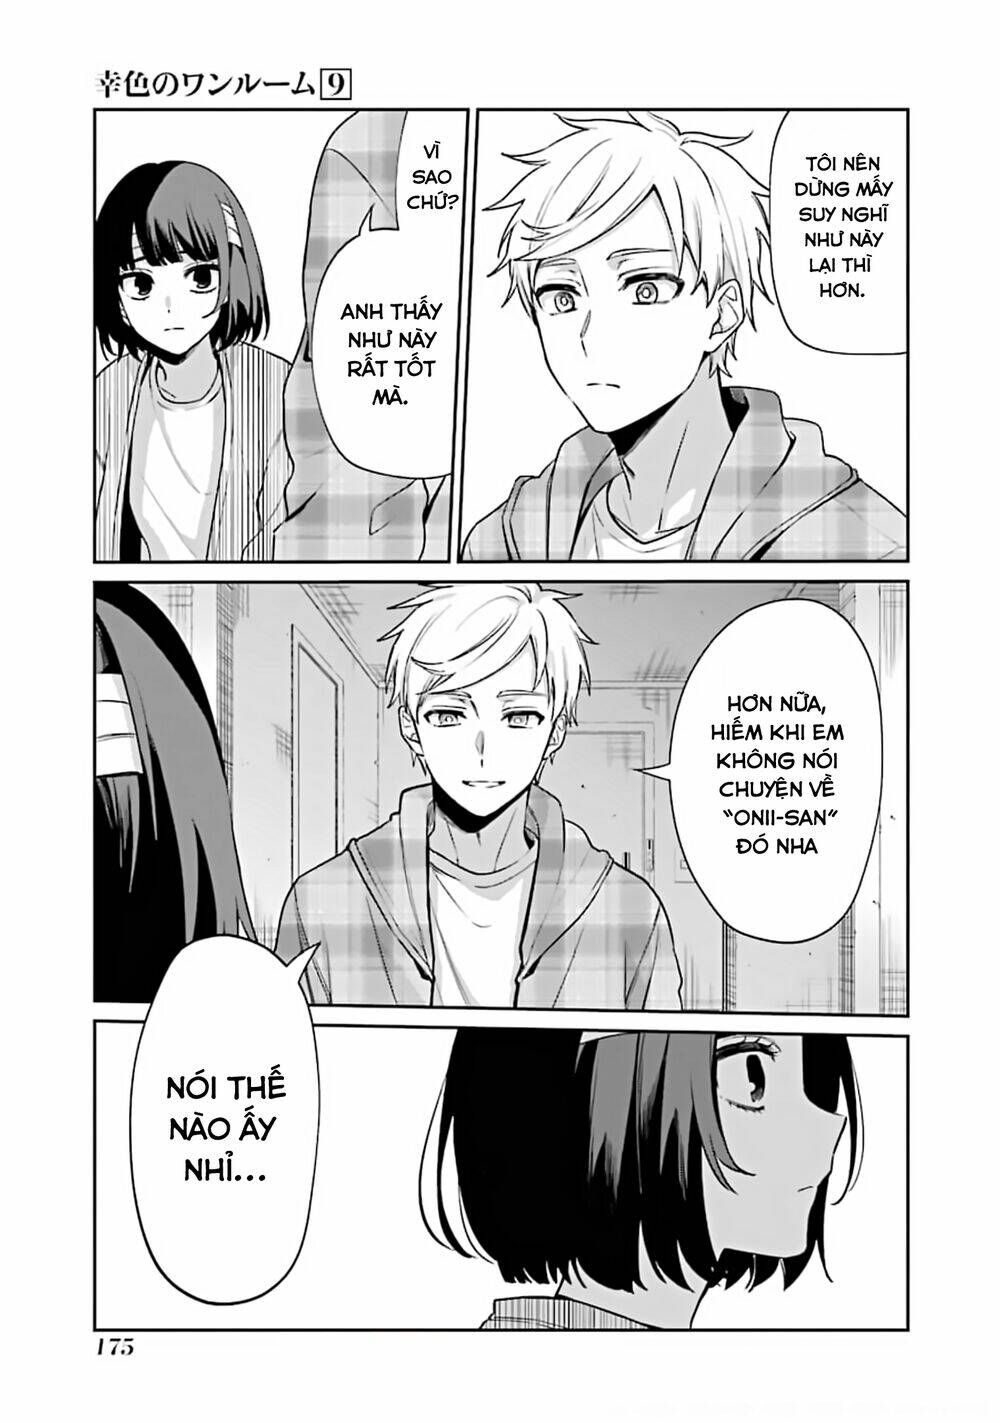 幸色のワンルーム9
TÔI NÊN
DỪNG MẤY
SUY NGHĨ
NHƯ NÀY
LẠI THÌ
HƠN.
VÌ
SAO
CHỨ?
ANH THẤY
NHƯ NÀY
RẤT TỐT
MÀ.
HƠN NỮA,
HIẾM KHI EM
KHÔNG NÓI
CHUYỆN VỀ
“ONII-SAN”
ĐÓ NHA
NÓI THẾ
NÀO ẤY
NHỈ...
175